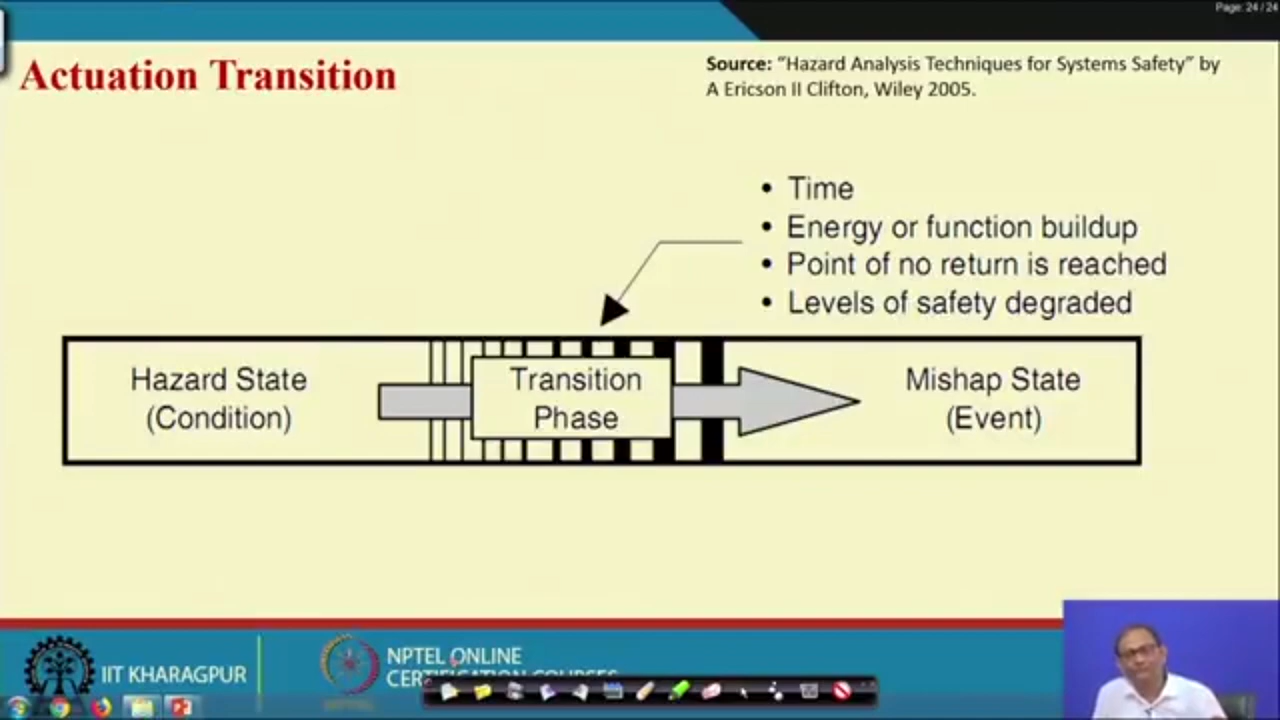 Page: 24 / 24
Actuation Transition
Source: “Hazard Analysis Techniques for Systems Safety” by
A Ericson II Clifton, Wiley 2005.
• Time
• Energy or function buildup
• Point of no return is reached
• Levels of safety degraded
Hazard State
(Condition)
Transition
Phase
Mishap State
(Event)
IIT KHARAGPUR
NPTEL ONLINE
CERTIFICATION COURSES